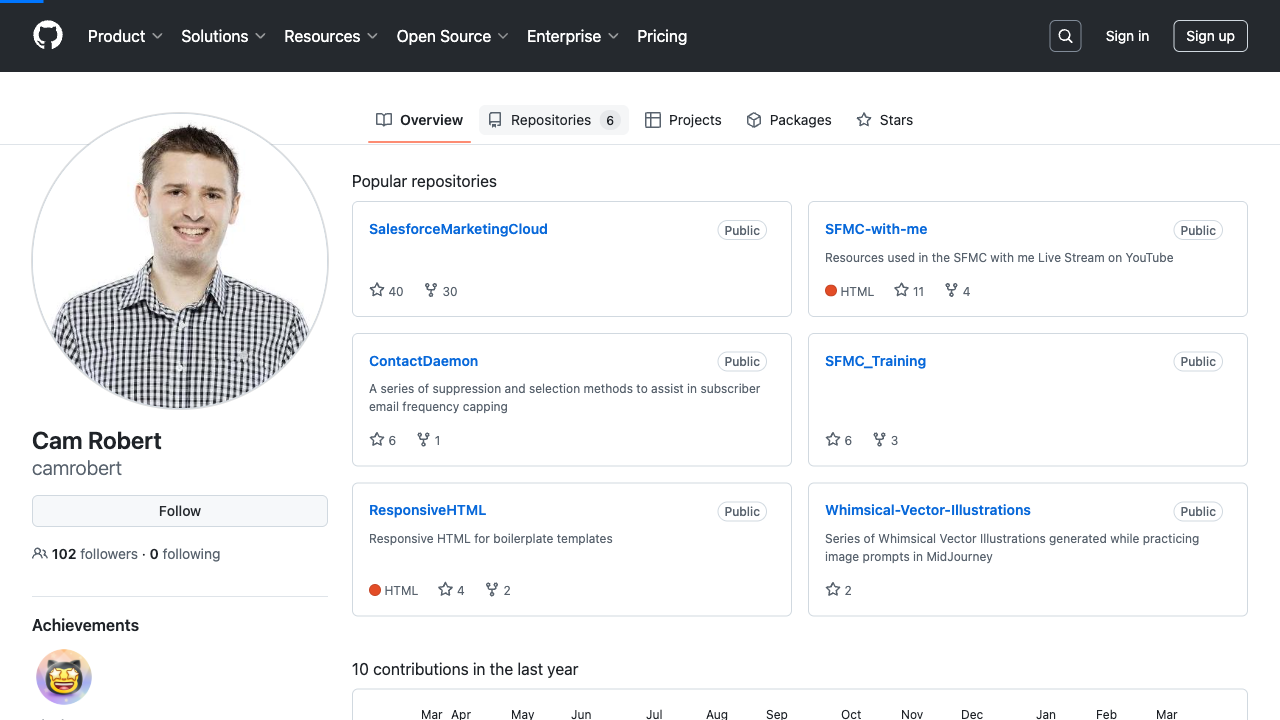 Product
Solutions
Resources
Open Source
Enterprise
Pricing
Sign in
Sign up
Overview
Repositories 6
Projects
Packages
Stars
Cam Robert
camrobert
Follow
102 followers · 0 following
Achievements
Popular repositories
SalesforceMarketingCloud
Public
40
30
SFMC-with-me
Public
Resources used in the SFMC with me Live Stream on YouTube
HTML
11
4
ContactDaemon
Public
A series of suppression and selection methods to assist in subscriber
email frequency capping
6
1
SFMC_Training
Public
6
3
ResponsiveHTML
Public
Responsive HTML for boilerplate templates
HTML
4
2
Whimsical-Vector-Illustrations
Public
Series of Whimsical Vector Illustrations generated while practicing
image prompts in MidJourney
2
10 contributions in the last year
Mar Apr May Jun Jul Aug Sep Oct Nov Dec Jan Feb Mar